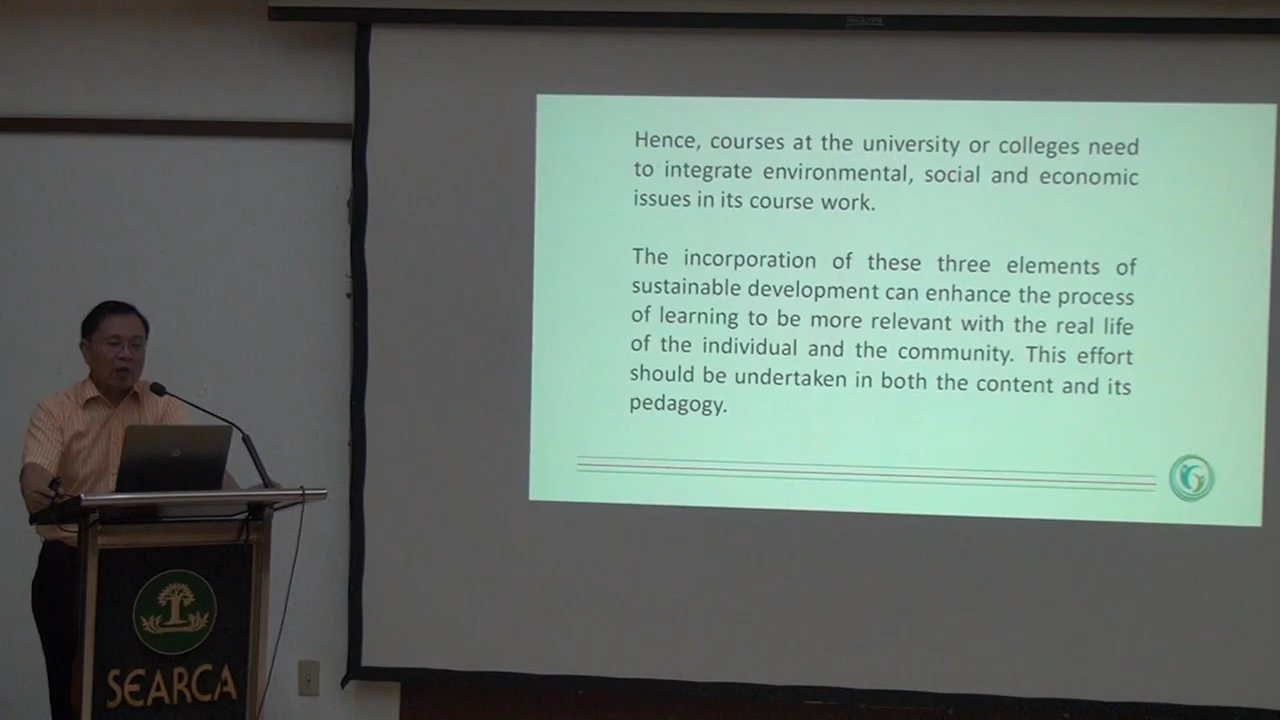 Hence, courses at the university or colleges need
to integrate environmental, social and economic
issues in its course work.
The incorporation of these three elements of
sustainable development can enhance the process
of learning to be more relevant with the real life
of the individual and the community. This effort
should be undertaken in both the content and its
pedagogy.
hp
SEARCA